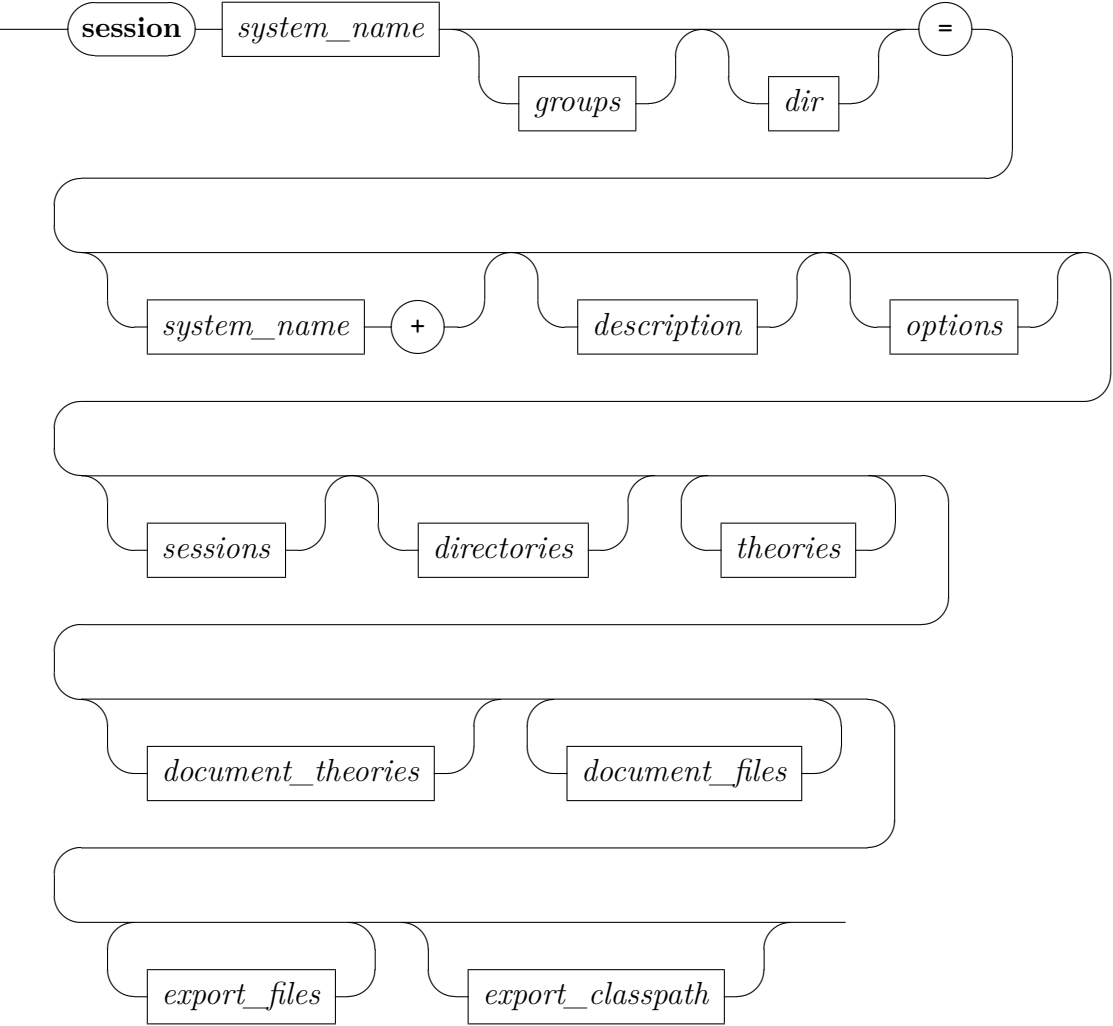 session system_name =
groups dir
system_name + description options
sessions directories theories
document_theories document_files
export_files export_classpath